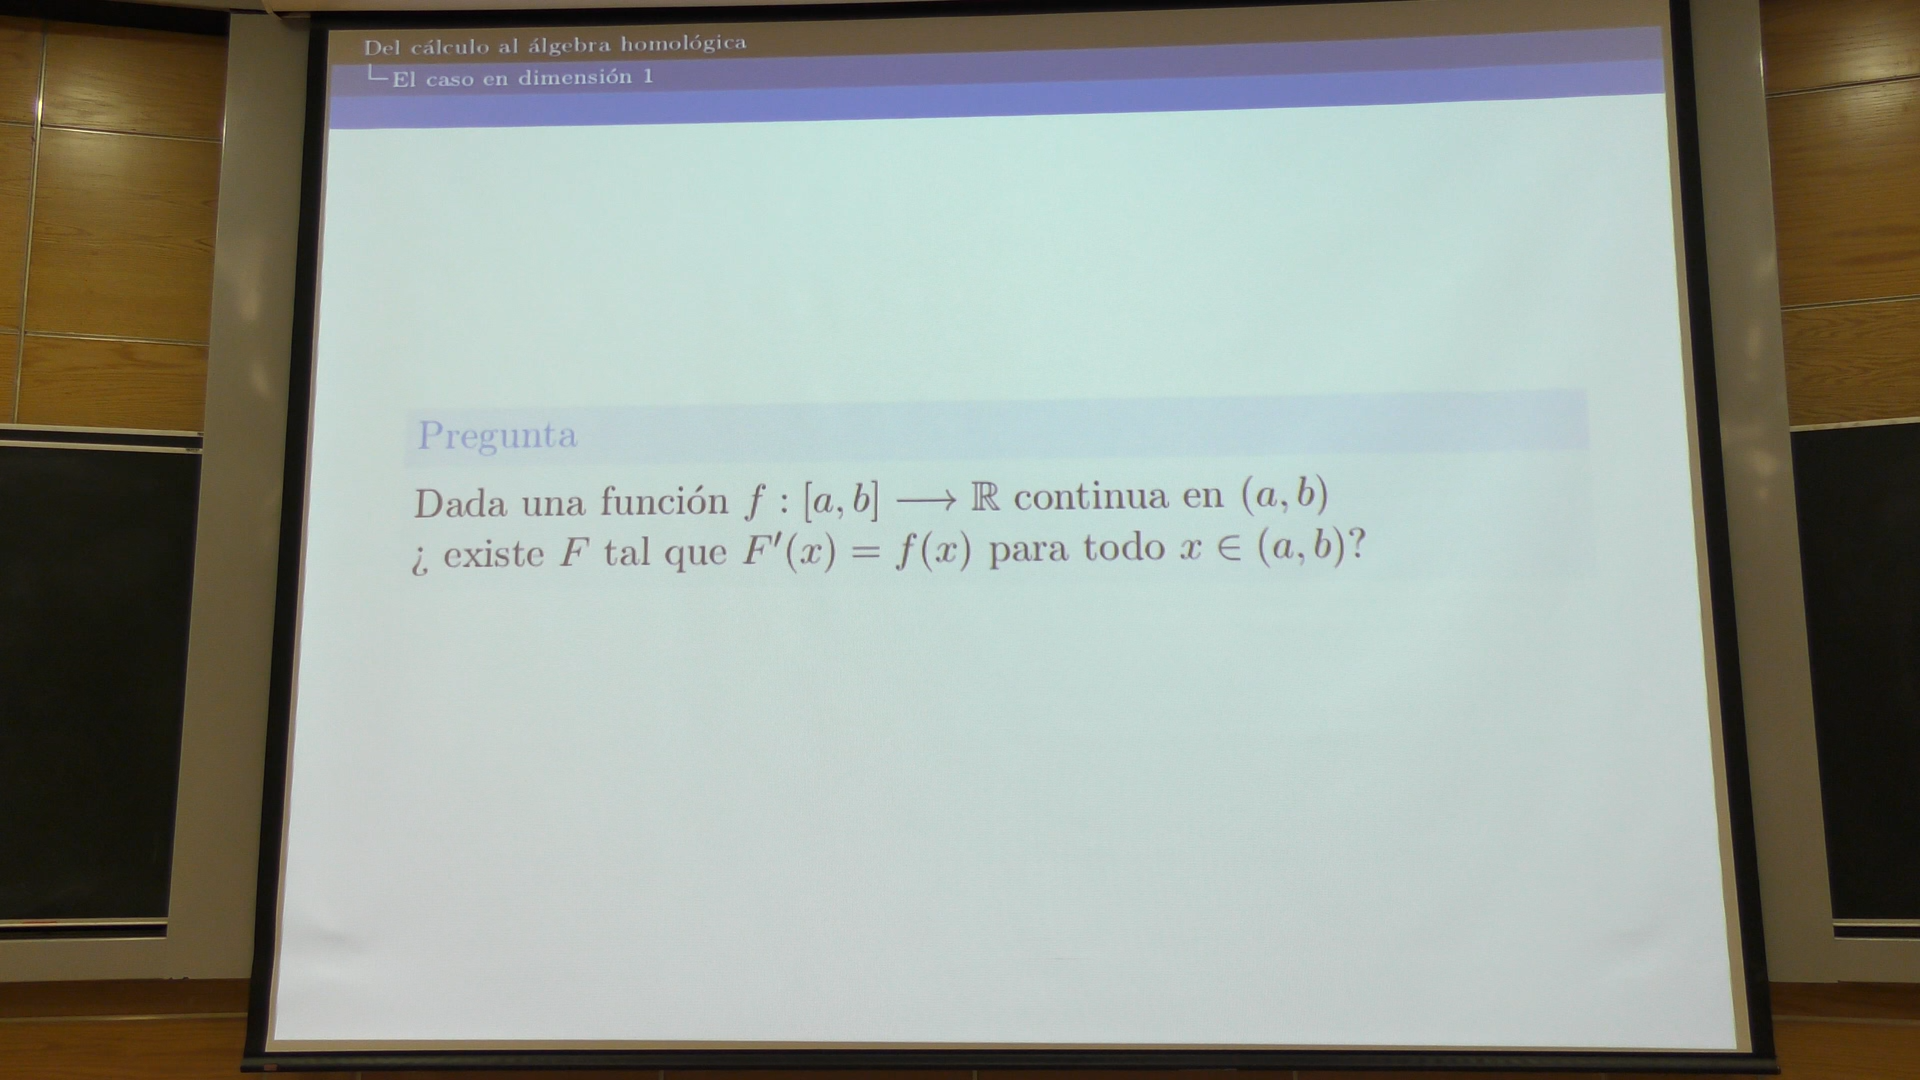 Del cálculo al álgebra homológica
El caso en dimensión 1
Pregunta
Dada una función f : [a, b] ⟶ ℝ continua en (a, b)
¿ existe F tal que F′(x) = f(x) para todo x ∈ (a, b)?